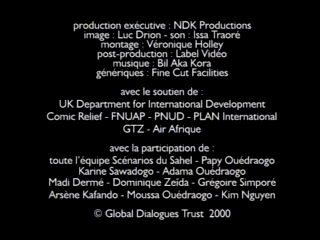 production exécutive : NDK Productions
image : Luc Drion - son : Issa Traoré
montage : Véronique Holley
post-production : Label Vidéo
musique : Bil Aka Kora
génériques : Fine Cut Facilities
avec le soutien de :
UK Department for International Development
Comic Relief - FNUAP - PNUD - PLAN International
GTZ - Air Afrique
avec la participation de :
toute l'équipe Scénarios du Sahel - Papy Ouédraogo
Karine Sawadogo - Adama Ouédraogo
Madi Dermé - Dominique Zeïda - Grégoire Simporé
Arsène Kafando - Moussa Ouédraogo - Kim Nguyen
© Global Dialogues Trust 2000